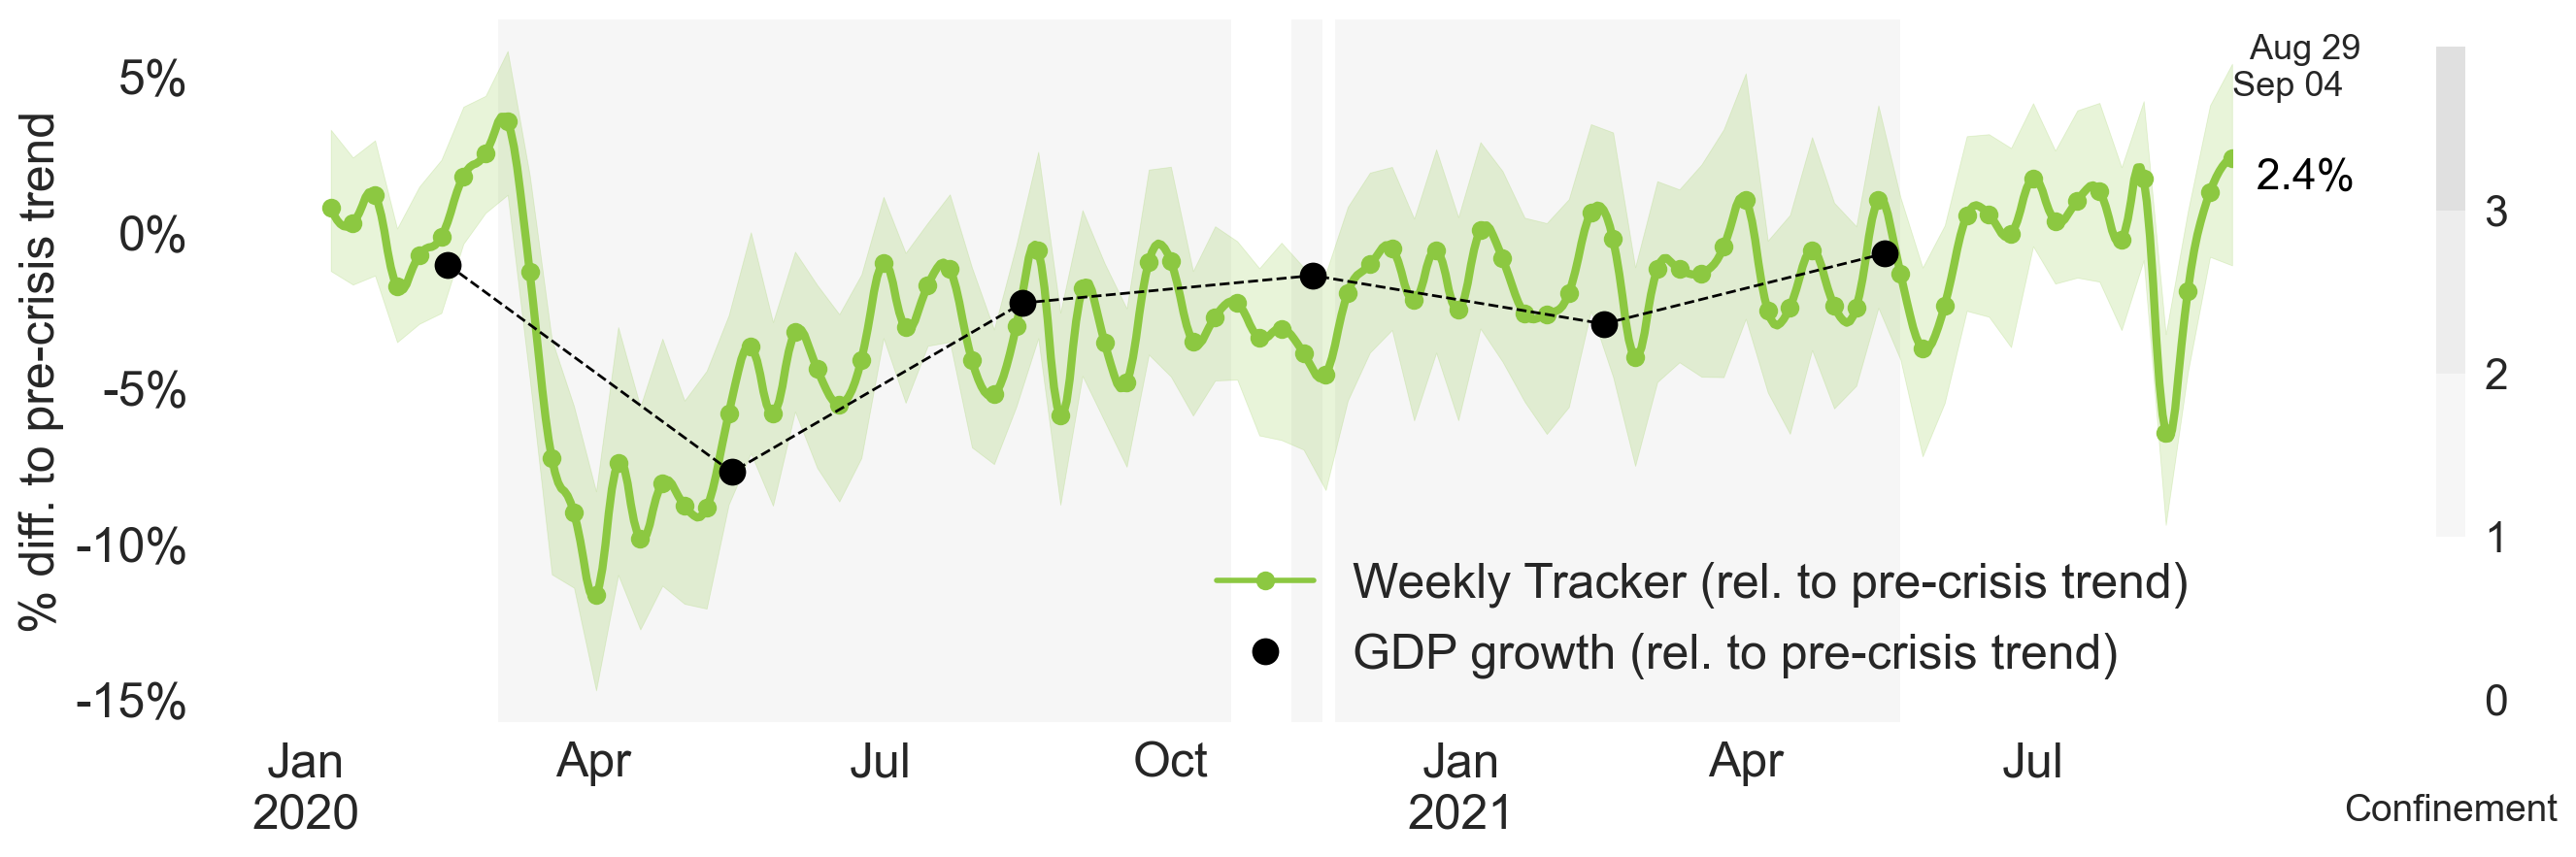 % diff. to pre-crisis trend
5%
0%
-5%
-10%
-15%
Jan
2020
Apr
Jul
Oct
Jan
2021
Apr
Jul
Aug 29
Sep 04
2.4%
Weekly Tracker (rel. to pre-crisis trend)
GDP growth (rel. to pre-crisis trend)
3
2
1
0
Confinement